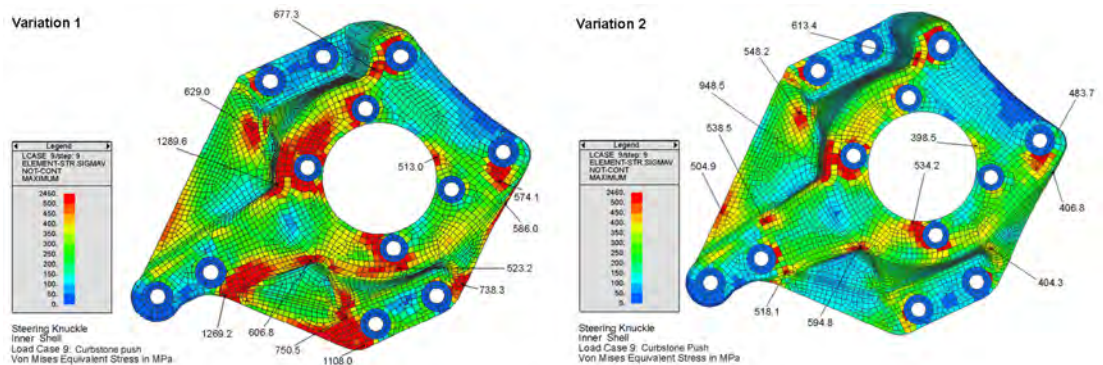 Variation 1
677.3
629.0
1289.6
513.0
574.1
586.0
523.2
738.3
1269.2
606.8
750.5
1108.0
Legend
LCASE 9/step: 9
ELEMENT-STR.SIGMAV
NOT-CONT
MAXIMUM
2460.
500.
450.
400.
350.
300.
250.
200.
150.
100.
50.
0.
Steering Knuckle
Inner Shell
Load Case 9: Curbstone push
Von Mises Equivalent Stress in MPa
Variation 2
613.4
548.2
948.5
538.5
504.9
483.7
398.5
534.2
406.8
404.3
518.1
594.8
Legend
LCASE 9/step: 9
ELEMENT-STR.SIGMAV
NOT-CONT
MAXIMUM
2460.
500.
450.
400.
350.
300.
250.
200.
150.
100.
50.
0.
Steering Knuckle
Inner Shell
Load Case 9: Curbstone Push
Von Mises Equivalent Stress in MPa